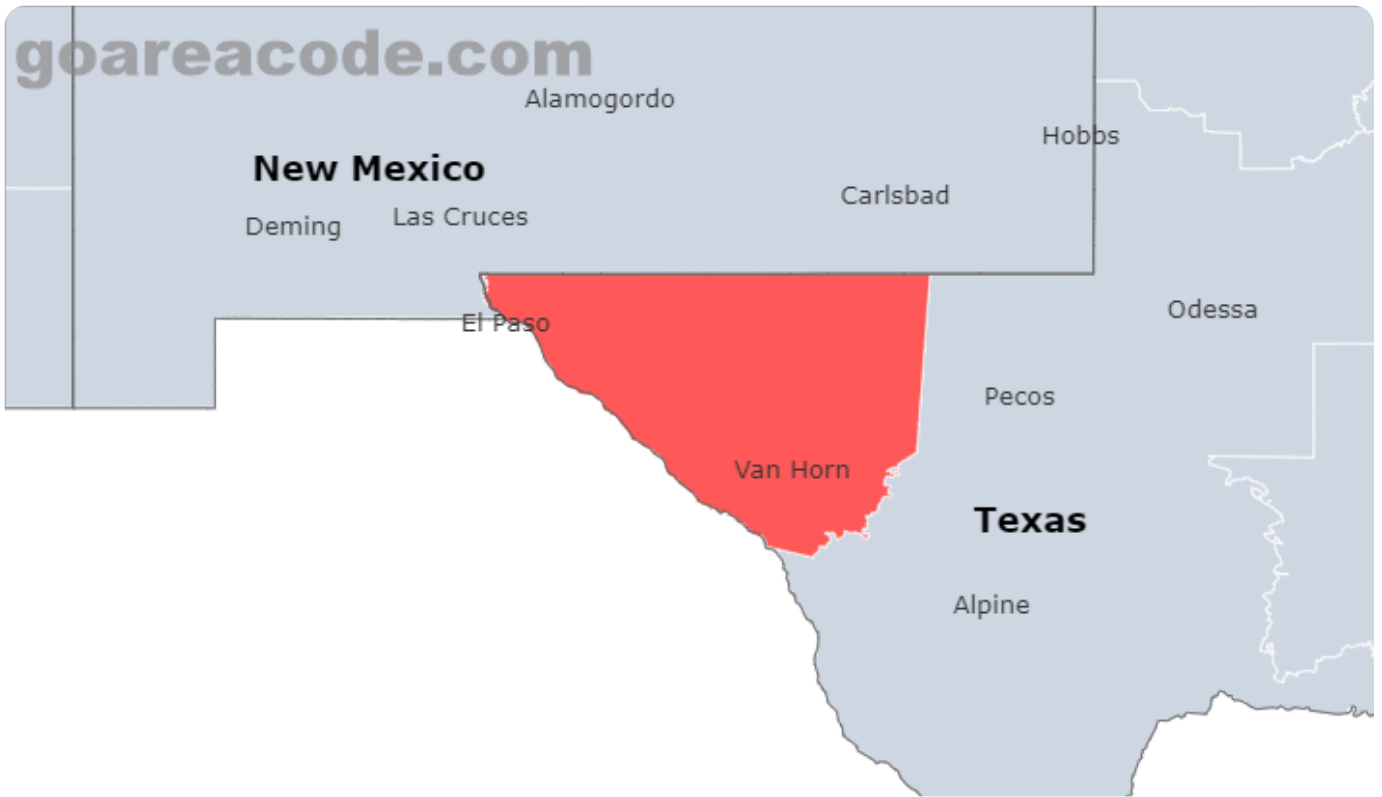 goareacode.com
Alamogordo
Hobbs
New Mexico
Carlsbad
Las Cruces
Deming
Odessa
El Paso
Pecos
Van Horn
Texas
Alpine